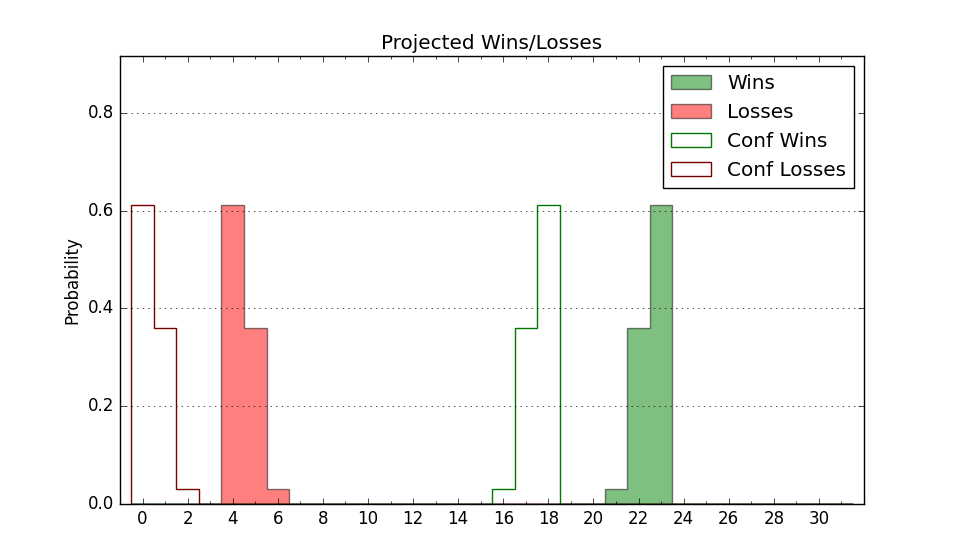 Projected Wins/Losses
Wins
Losses
Conf Wins
Conf Losses
Probability
0.8
0.6
0.4
0.2
0.0
0 2 4 6 8 10 12 14 16 18 20 22 24 26 28 30